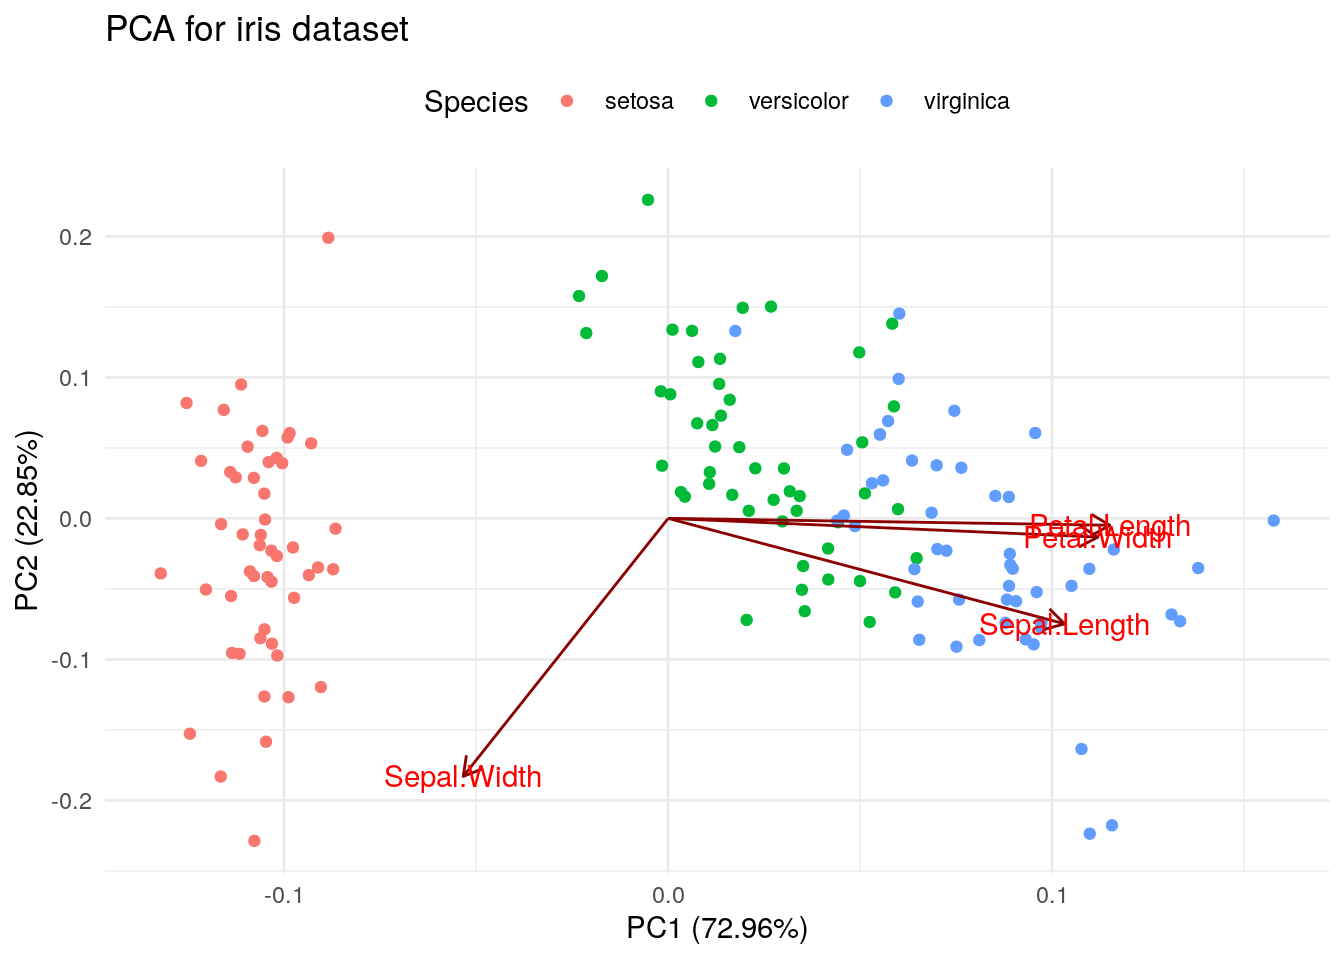 PCA for iris dataset
Species setosa versicolor virginica
PC2 (22.85%)
0.2
0.1
0.0
-0.1
-0.2
Petal.Length
Petal.Width
Sepal.Length
Sepal.Width
-0.1 0.0 0.1
PC1 (72.96%)